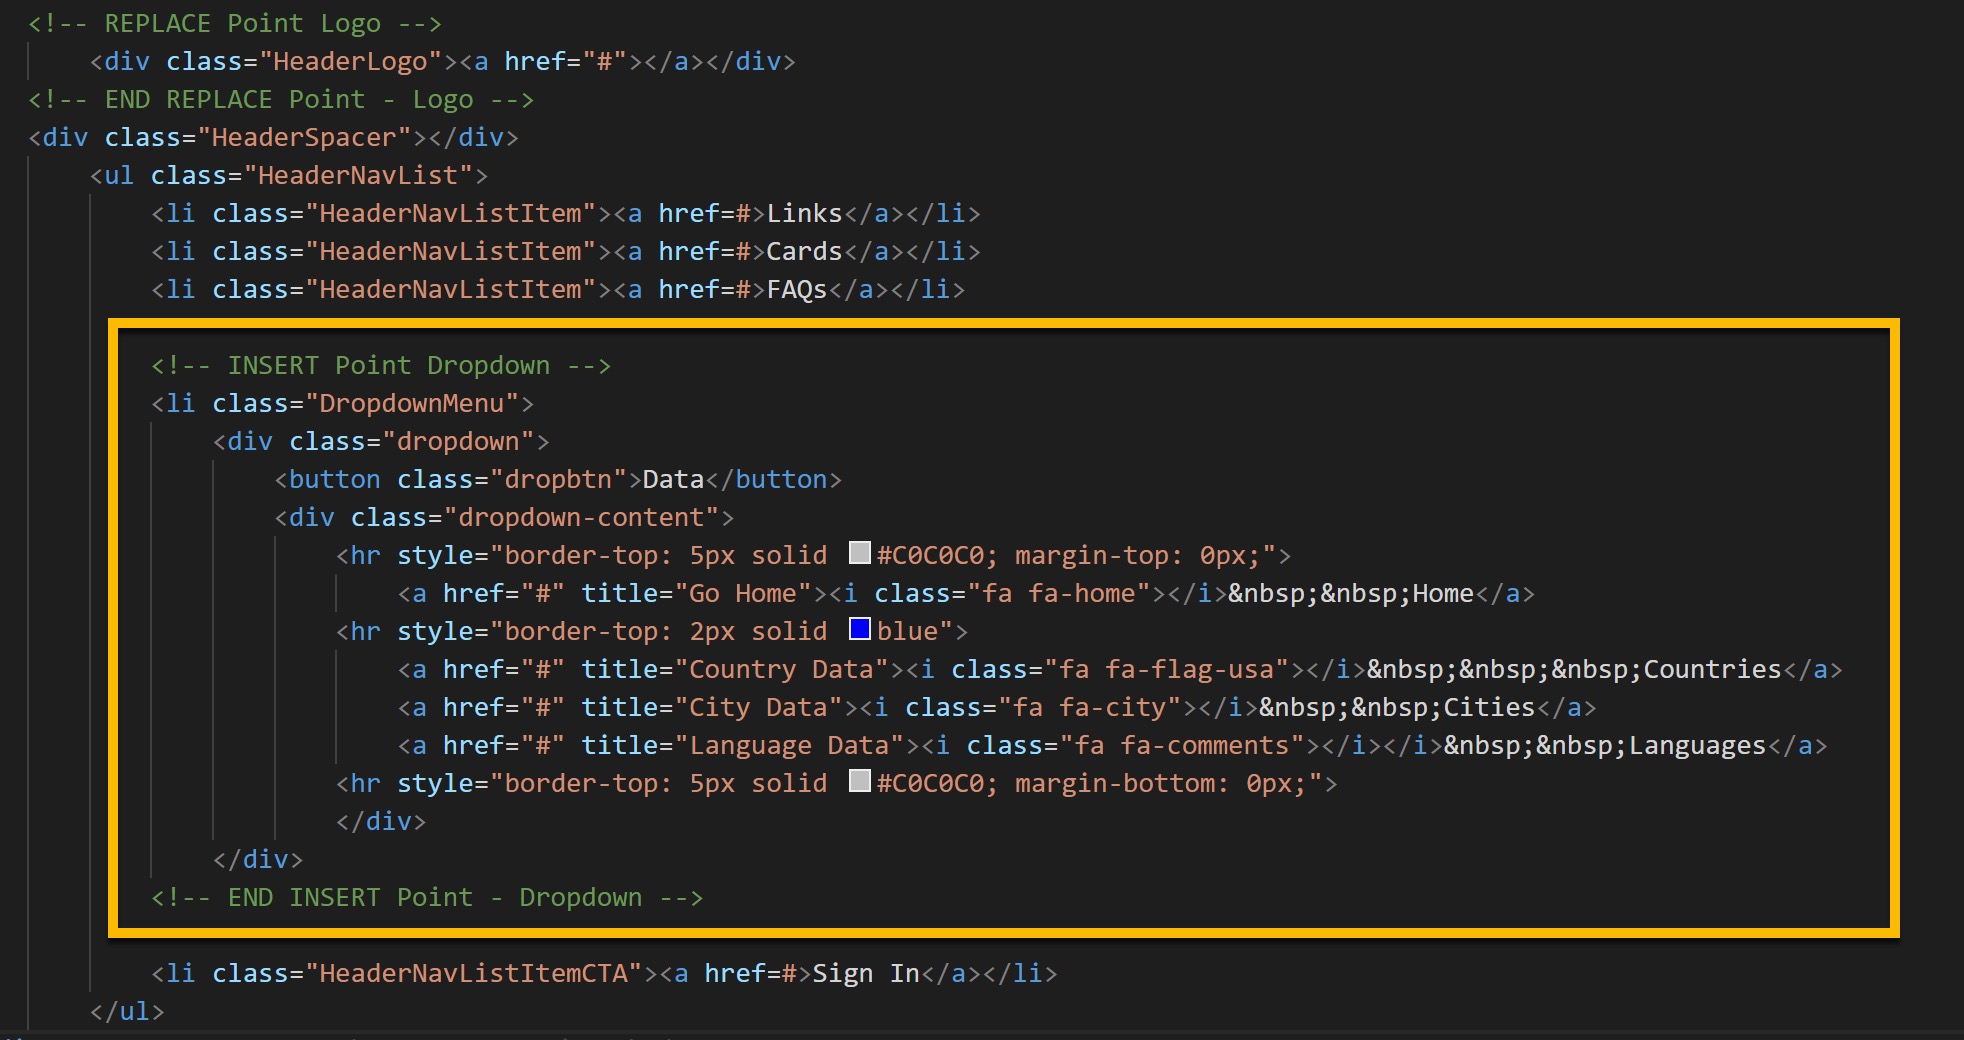 <!-- REPLACE Point Logo -->
<div class="HeaderLogo"><a href="#"></a></div>
<!-- END REPLACE Point - Logo -->
<div class="HeaderSpacer"></div>
<ul class="HeaderNavList">
<li class="HeaderNavListItem"><a href=#>Links</a></li>
<li class="HeaderNavListItem"><a href=#>Cards</a></li>
<li class="HeaderNavListItem"><a href=#>FAQs</a></li>
<!-- INSERT Point Dropdown -->
<li class="DropdownMenu">
<div class="dropdown">
<button class="dropbtn">Data</button>
<div class="dropdown-content">
<hr style="border-top: 5px solid #C0C0C0; margin-top: 0px;">
<a href="#" title="Go Home"><i class="fa fa-home"></i>&nbsp;&nbsp;Home</a>
<hr style="border-top: 2px solid blue">
<a href="#" title="Country Data"><i class="fa fa-flag-usa"></i>&nbsp;&nbsp;&nbsp;Countries</a>
<a href="#" title="City Data"><i class="fa fa-city"></i>&nbsp;&nbsp;Cities</a>
<a href="#" title="Language Data"><i class="fa fa-comments"></i></i>&nbsp;&nbsp;Languages</a>
<hr style="border-top: 5px solid #C0C0C0; margin-bottom: 0px;">
</div>
</div>
<!-- END INSERT Point - Dropdown -->
<li class="HeaderNavListItemCTA"><a href=#>Sign In</a></li>
</ul>